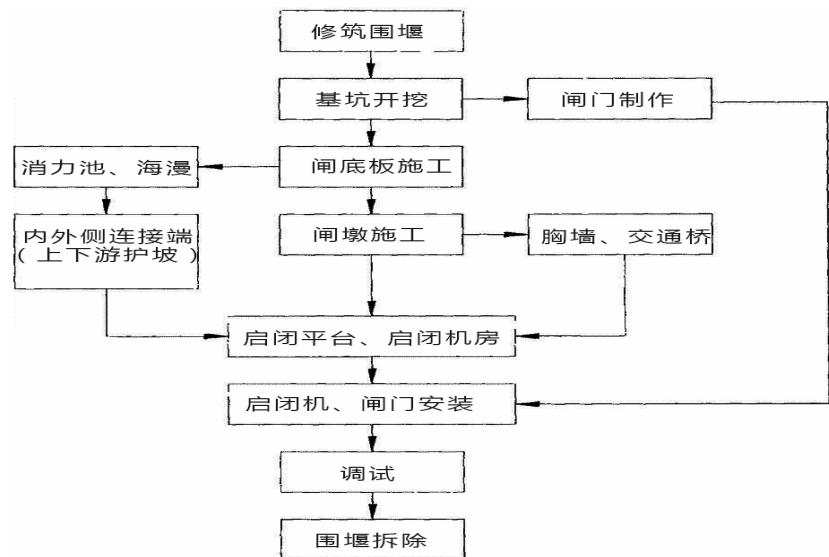 修筑围堰
基坑开挖
闸门制作
消力池、海漫
闸底板施工
内外侧连接端
(上下游护坡)
闸墩施工
胸墙、交通桥
启闭平台、启闭机房
启闭机、闸门安装
调试
围堰拆除